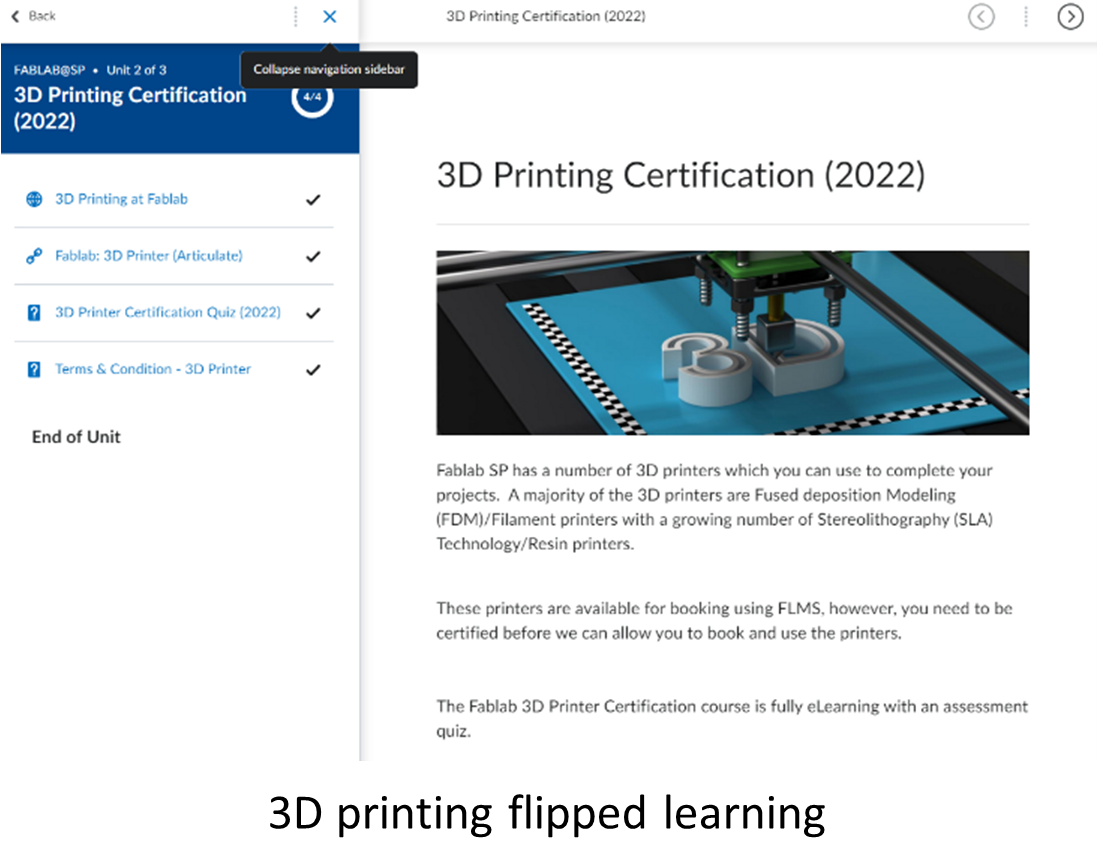 Back
3D Printing Certification (2022)
Collapse navigation sidebar
FABLAB@SP • Unit 2 of 3
3D Printing Certification
(2022)
4/4
3D Printing at Fablab
Fablab: 3D Printer (Articulate)
3D Printer Certification Quiz (2022)
Terms & Condition - 3D Printer
End of Unit
3D Printing Certification (2022)
3D
Fablab SP has a number of 3D printers which you can use to complete your
projects. A majority of the 3D printers are Fused deposition Modeling
(FDM)/Filament printers with a growing number of Stereolithography (SLA)
Technology/Resin printers.
These printers are available for booking using FLMS, however, you need to be
certified before we can allow you to book and use the printers.
The Fablab 3D Printer Certification course is fully eLearning with an assessment
quiz.
3D printing flipped learning